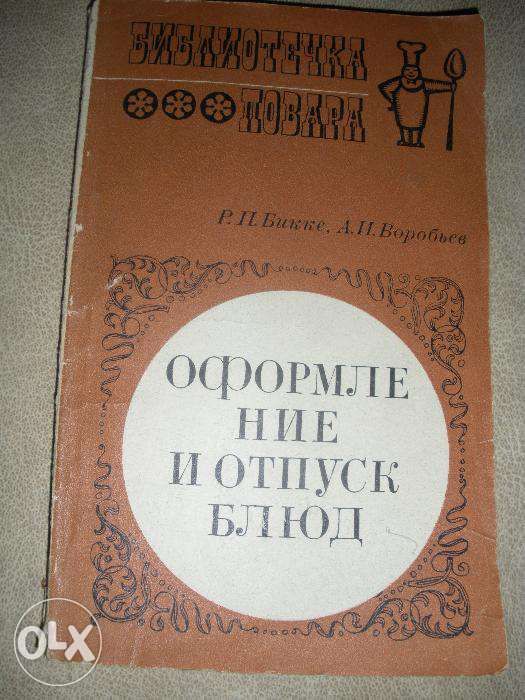 БИБЛИОТЕЧКА
ПОВАРА
Р.П.Бикке, А.И.Воробьев
ОФОРМЛЕ
НИЕ
И ОТПУСК
БЛЮД
OLX